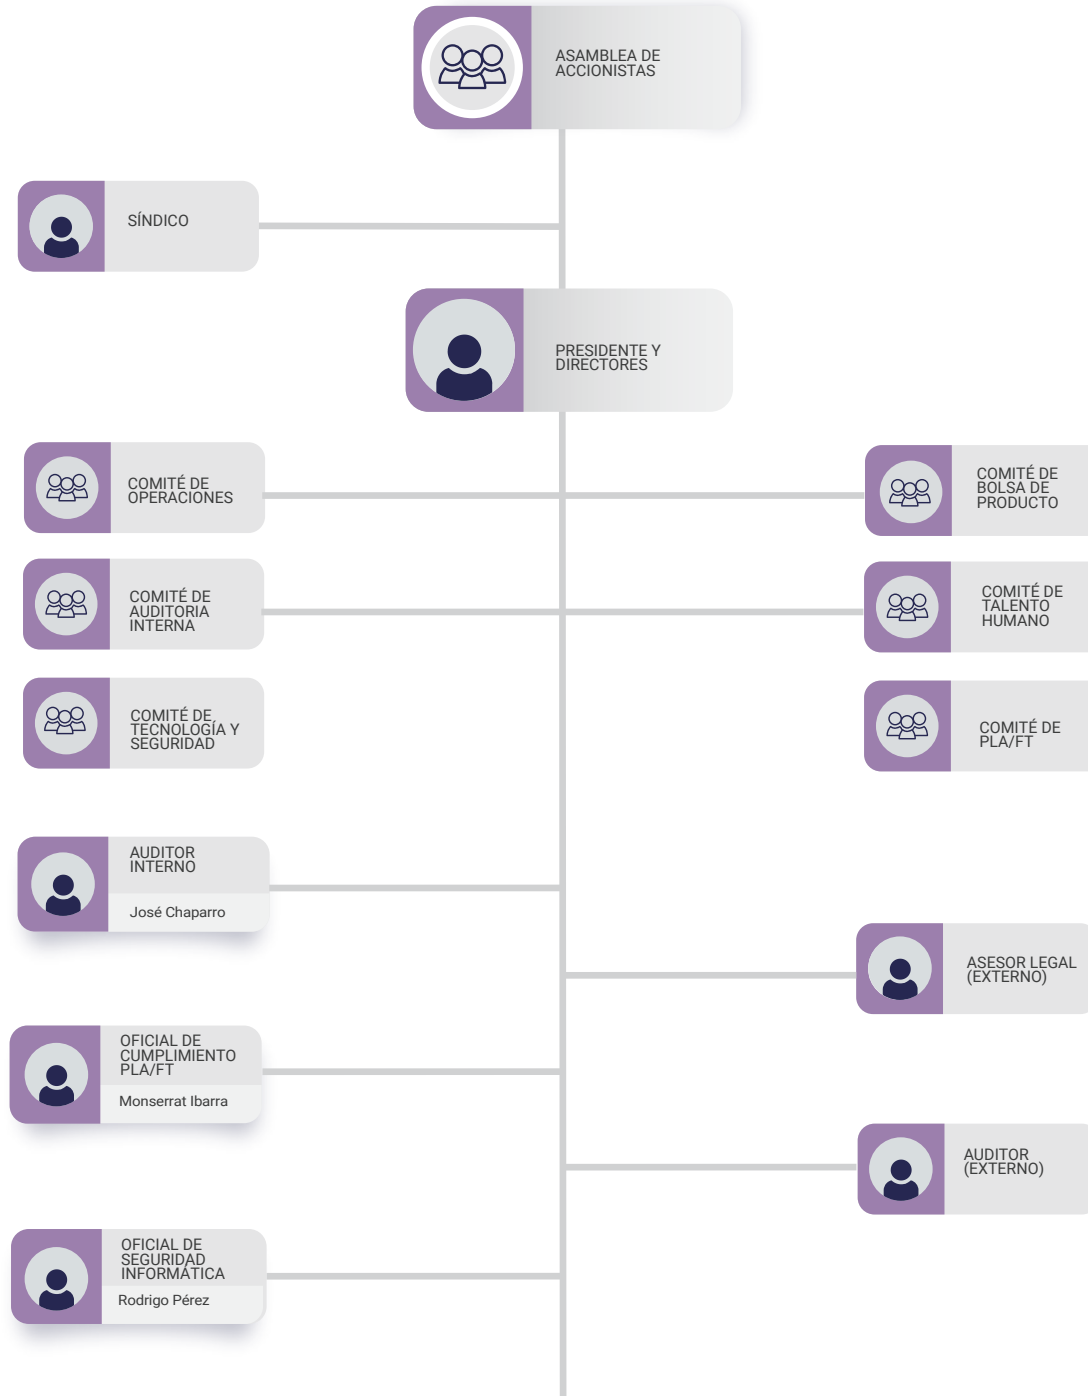 ASAMBLEA DE
ACCIONISTAS
SÍNDICO
PRESIDENTE Y
DIRECTORES
COMITÉ DE
OPERACIONES
COMITÉ DE
BOLSA DE
PRODUCTO
COMITÉ DE
AUDITORIA
INTERNA
COMITÉ DE
TALENTO
HUMANO
COMITÉ DE
TECNOLOGÍA Y
SEGURIDAD
COMITÉ DE
PLA/FT
AUDITOR
INTERNO
José Chaparro
ASESOR LEGAL
(EXTERNO)
OFICIAL DE
CUMPLIMIENTO
PLA/FT
Monserrat Ibarra
AUDITOR
(EXTERNO)
OFICIAL DE
SEGURIDAD
INFORMÁTICA
Rodrigo Pérez